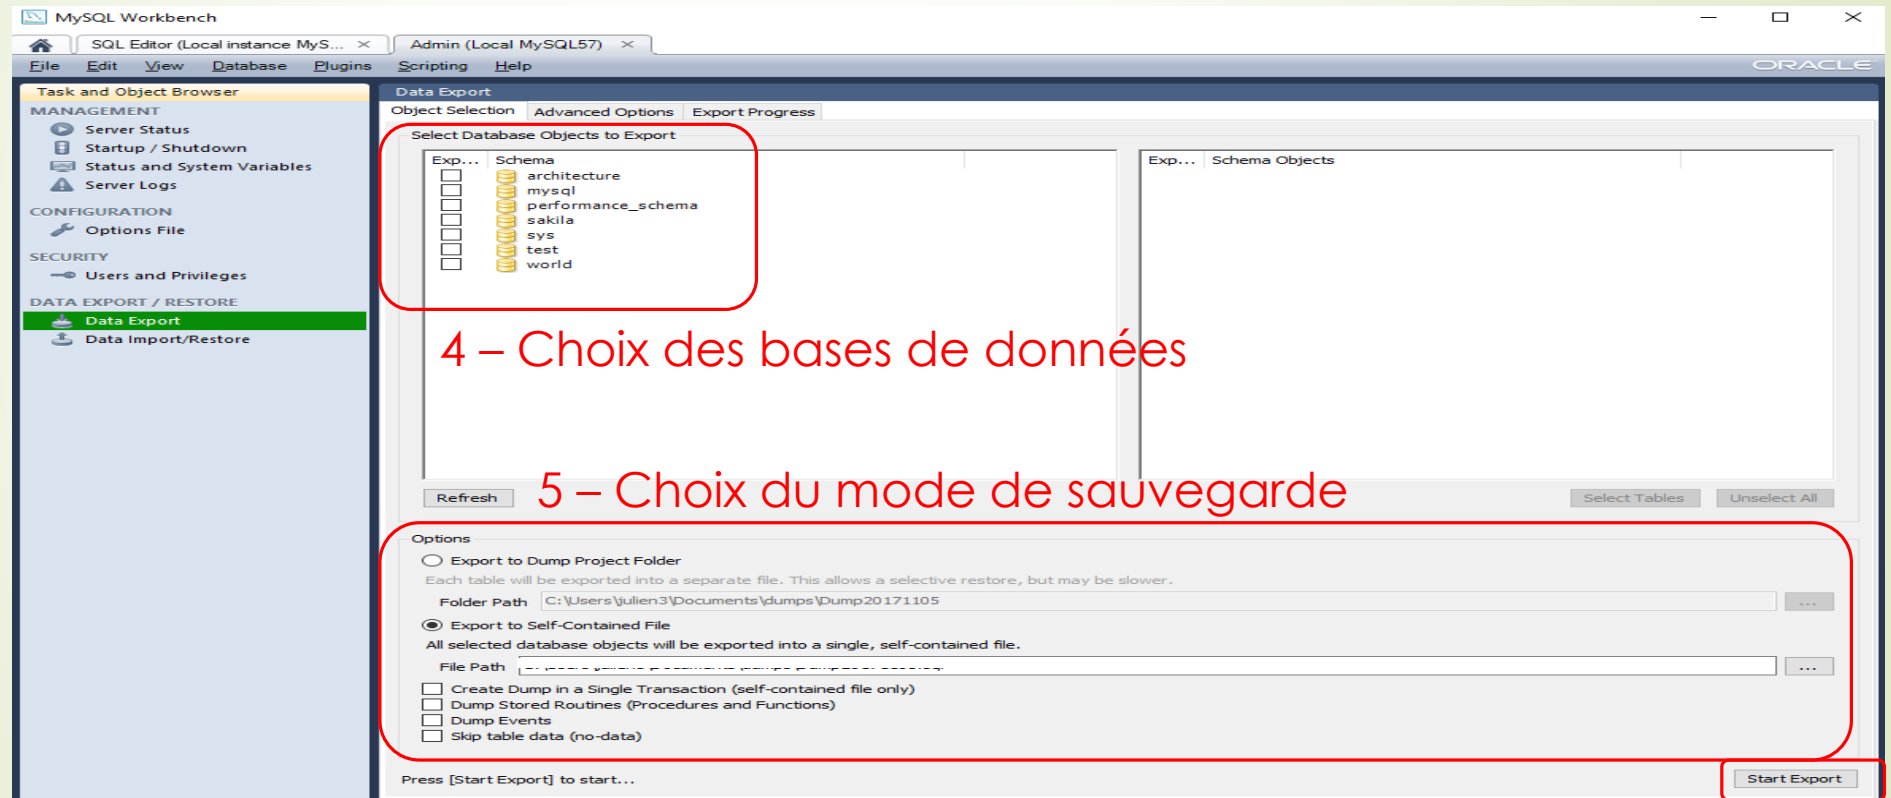 MySQL Workbench
SQL Editor (Local instance MyS... ×
Admin (Local MySQL57) ×
File Edit View Database Plugins Scripting Help
ORACLE
Task and Object Browser
MANAGEMENT
Server Status
Startup / Shutdown
Status and System Variables
Server Logs
CONFIGURATION
Options File
SECURITY
Users and Privileges
DATA EXPORT / RESTORE
Data Export
Data Import/Restore
Data Export
Object Selection Advanced Options Export Progress
Select Database Objects to Export
Exp... Schema
architecture
mysql
performance_schema
sakila
sys
test
world
Exp... Schema Objects
4 – Choix des bases de données
5 – Choix du mode de sauvegarde
Refresh
Select Tables
Unselect All
Options
Export to Dump Project Folder
Each table will be exported into a separate file. This allows a selective restore, but may be slower.
Folder Path C:\Users\julien3\Documents\dumps\Dump20171105 ...
Export to Self-Contained File
All selected database objects will be exported into a single, self-contained file.
File Path ...
Create Dump in a Single Transaction (self-contained file only)
Dump Stored Routines (Procedures and Functions)
Dump Events
Skip table data (no-data)
Press [Start Export] to start...
Start Export